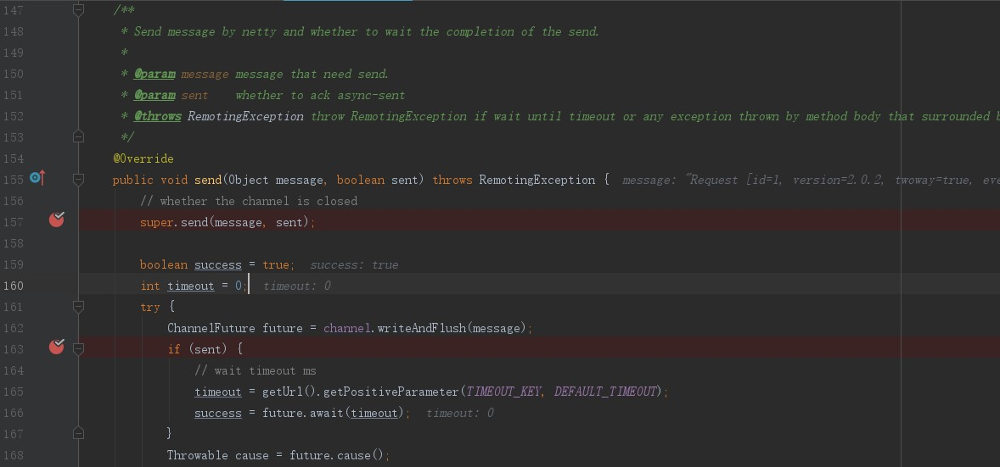 147 /**
148 * Send message by netty and whether to wait the completion of the send.
149 *
150 * @param message message that need send.
151 * @param sent    whether to ack async-sent
152 * @throws RemotingException throw RemotingException if wait until timeout or any exception thrown by method body that surrounded
153 */
154 @Override
155 public void send(Object message, boolean sent) throws RemotingException {  message: "Request [id=1, version=2.0.2, twoway=true,
156 // whether the channel is closed
157 super.send(message, sent);
158
159 boolean success = true;  success: true
160 int timeout = 0;  timeout: 0
161 try {
162 ChannelFuture future = channel.writeAndFlush(message);
163 if (sent) {
164 // wait timeout ms
165 timeout = getUrl().getPositiveParameter(TIMEOUT_KEY, DEFAULT_TIMEOUT);
166 success = future.await(timeout);  timeout: 0
167 }
168 Throwable cause = future.cause();